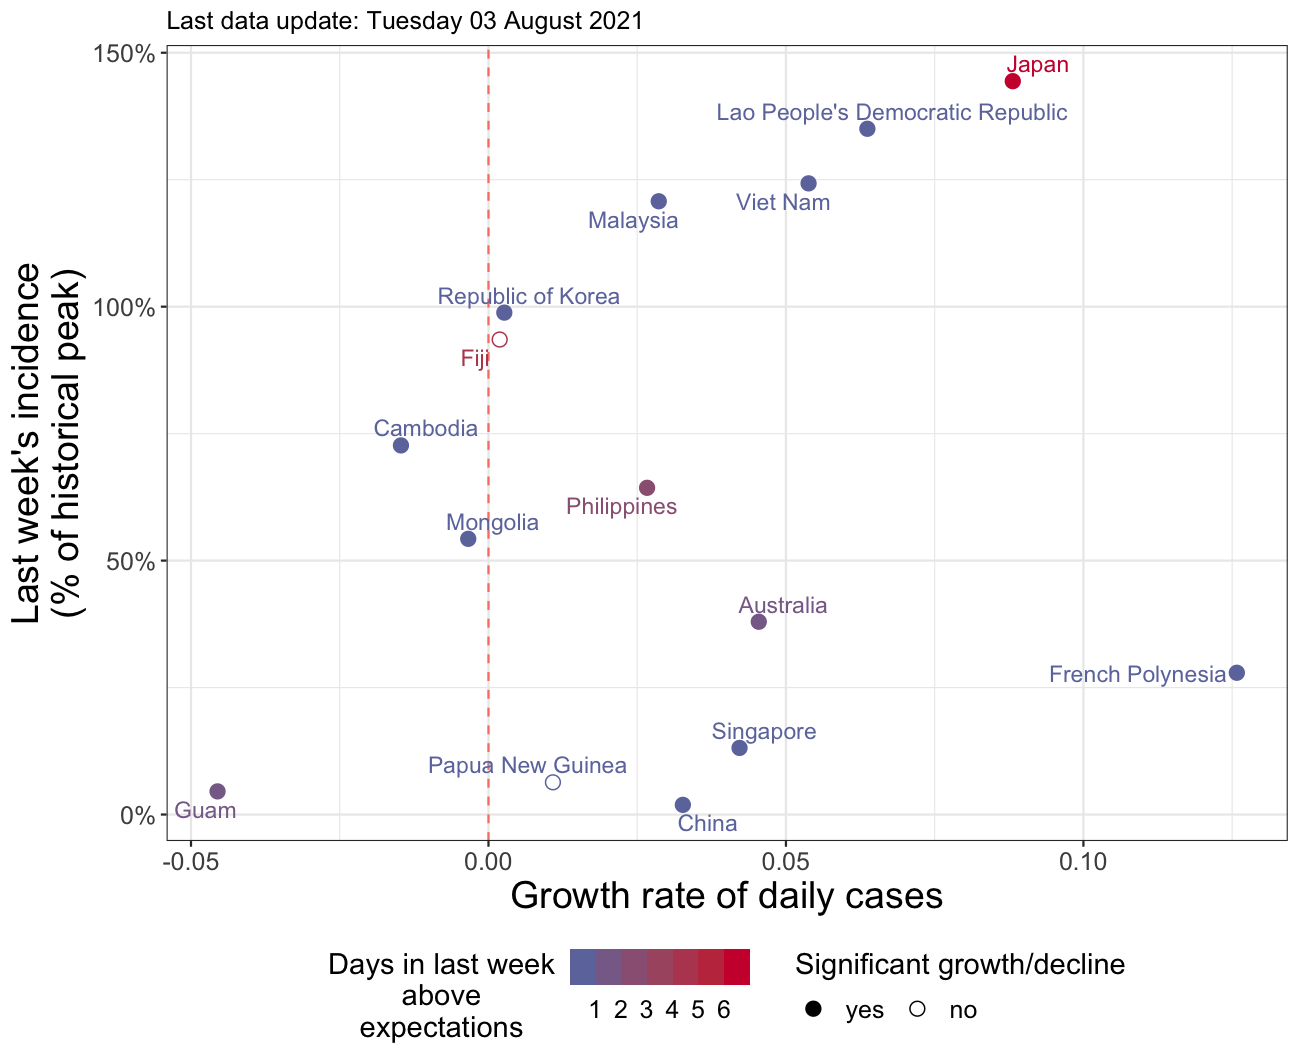 Last data update: Tuesday 03 August 2021
150%
Japan
Lao People's Democratic Republic
Viet Nam
Malaysia
Republic of Korea
100%
Fiji
Cambodia
Philippines
Mongolia
50%
Australia
French Polynesia
Singapore
Papua New Guinea
Guam
China
0%
Last week's incidence
(% of historical peak)
-0.05 0.00 0.05 0.10
Growth rate of daily cases
Days in last week
above
expectations
1 2 3 4 5 6
Significant growth/decline
yes no